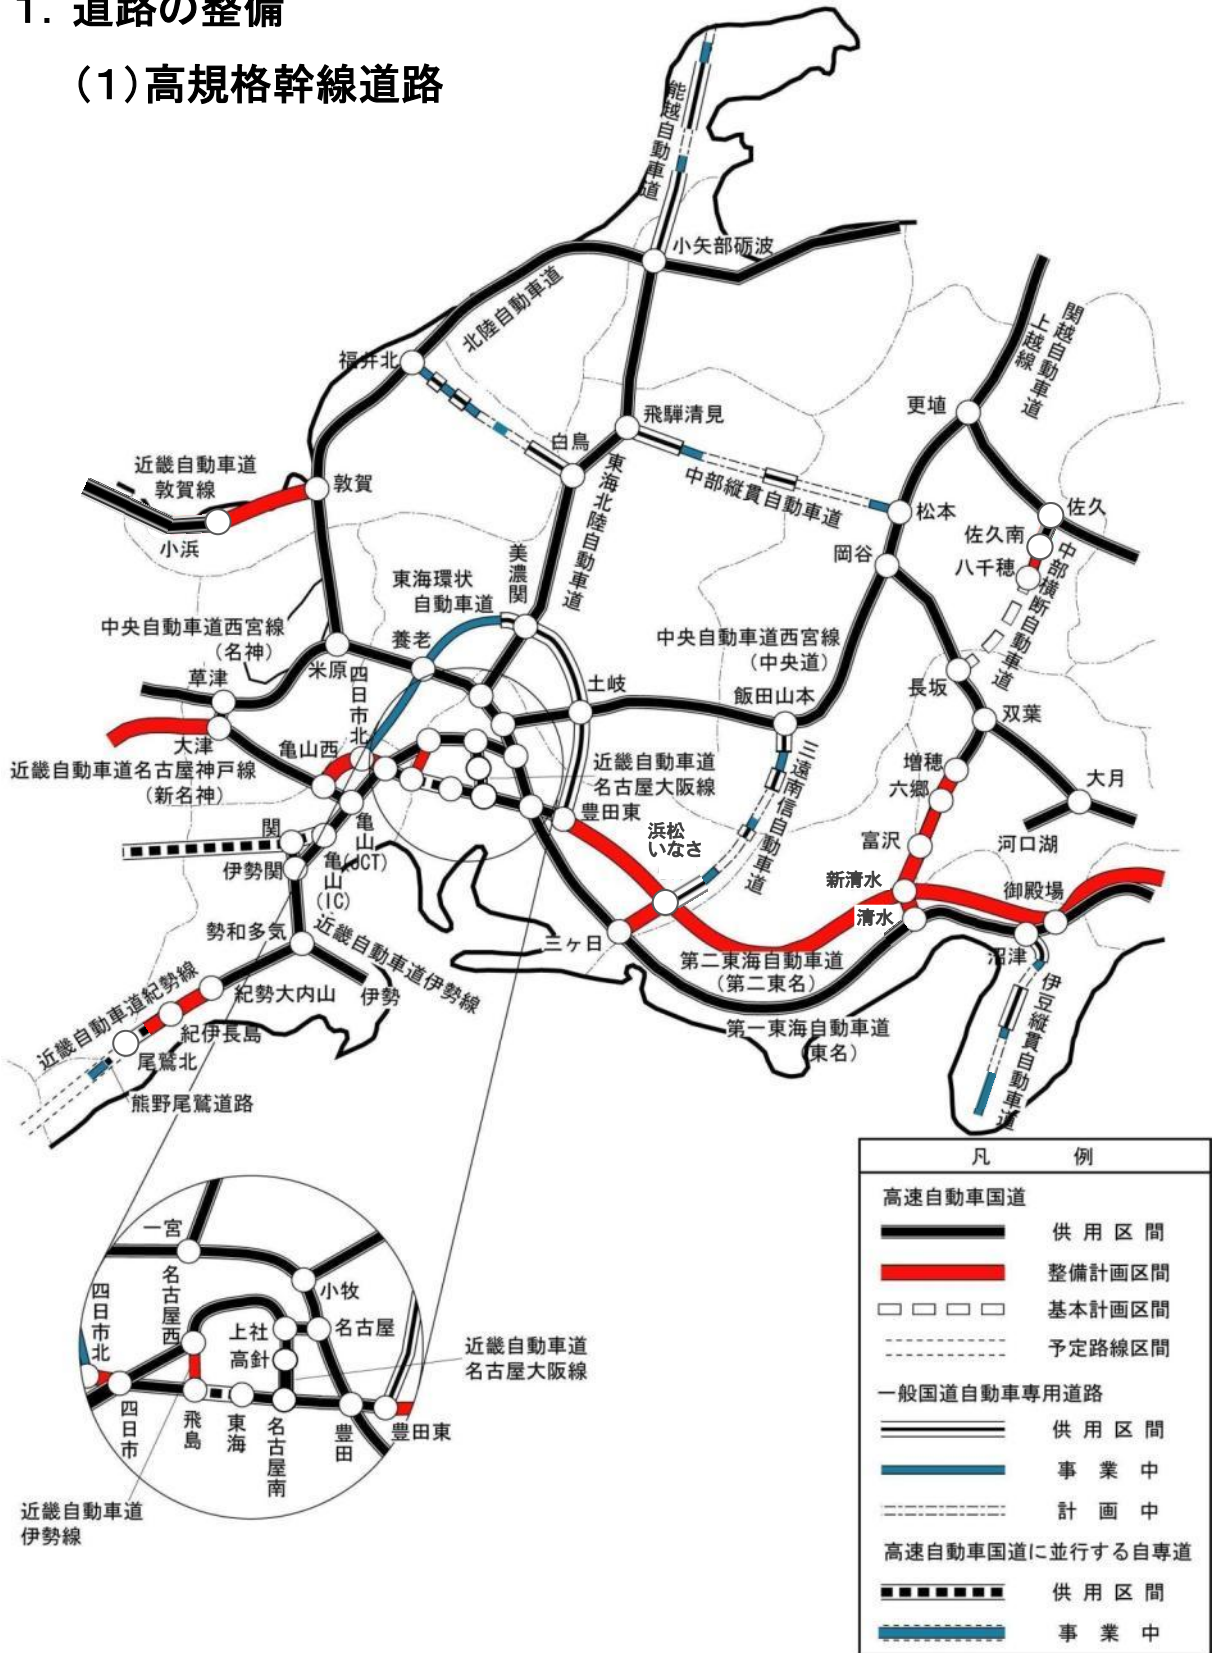 1. 道路の整備
（1）高規格幹線道路
能越自動車道
小矢部砺波
北陸自動車道
関越自動車道
上越線
福井北
更埴
飛騨清見
白鳥
近畿自動車道
敦賀線
敦賀
東海北陸自動車道
中部縦貫自動車道
松本
佐久
小浜
佐久南
岡谷
八千穂
中部横断自動車道
美濃関
東海環状
自動車道
中央自動車道西宮線
（名神）
養老
中央自動車道西宮線
（中央道）
米原
草津
四日市北
土岐
飯田山本
長坂
双葉
大津
亀山西
近畿自動車道名古屋神戸線
（新名神）
近畿自動車道
名古屋大阪線
三遠南信自動車道
増穂
六郷
大月
豊田東
関
亀山
(JCT)
浜松
いなさ
富沢
河口湖
伊勢関
亀山
(IC)
新清水
御殿場
清水
勢和多気
近畿自動車道伊勢線
三ヶ日
第二東海自動車道
（第二東名）
沼津
伊勢
近畿自動車道紀勢線
紀勢大内山
伊豆縦貫自動車道
紀伊長島
第一東海自動車道
（東名）
尾鷲北
熊野尾鷲道路
一宮
名古屋西
小牧
四日市北
上社
名古屋
高針
近畿自動車道
名古屋大阪線
四日市
飛島
東海
名古屋南
豊田
豊田東
近畿自動車道
伊勢線
凡 例
高速自動車国道
供用区間
整備計画区間
基本計画区間
予定路線区間
一般国道自動車専用道路
供用区間
事業中
計画中
高速自動車国道に並行する自専道
供用区間
事業中